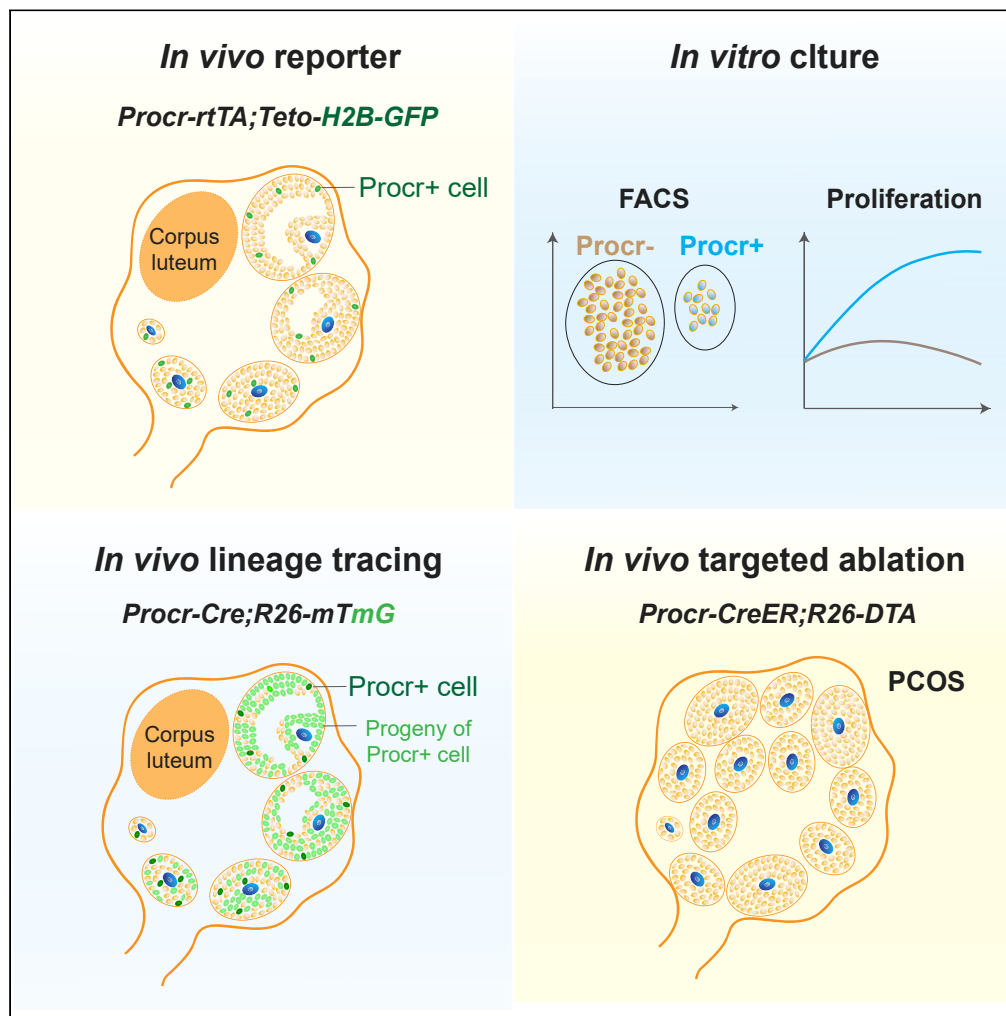 In vivo reporter
Procr-rtTA;Teto-H2B-GFP
Procr+ cell
Corpus
luteum
In vitro clture
FACS
Proliferation
Procr-
Procr+
In vivo lineage tracing
Procr-Cre;R26-mTmG
Procr+ cell
Progeny of
Procr+ cell
Corpus
luteum
In vivo targeted ablation
Procr-CreER;R26-DTA
PCOS